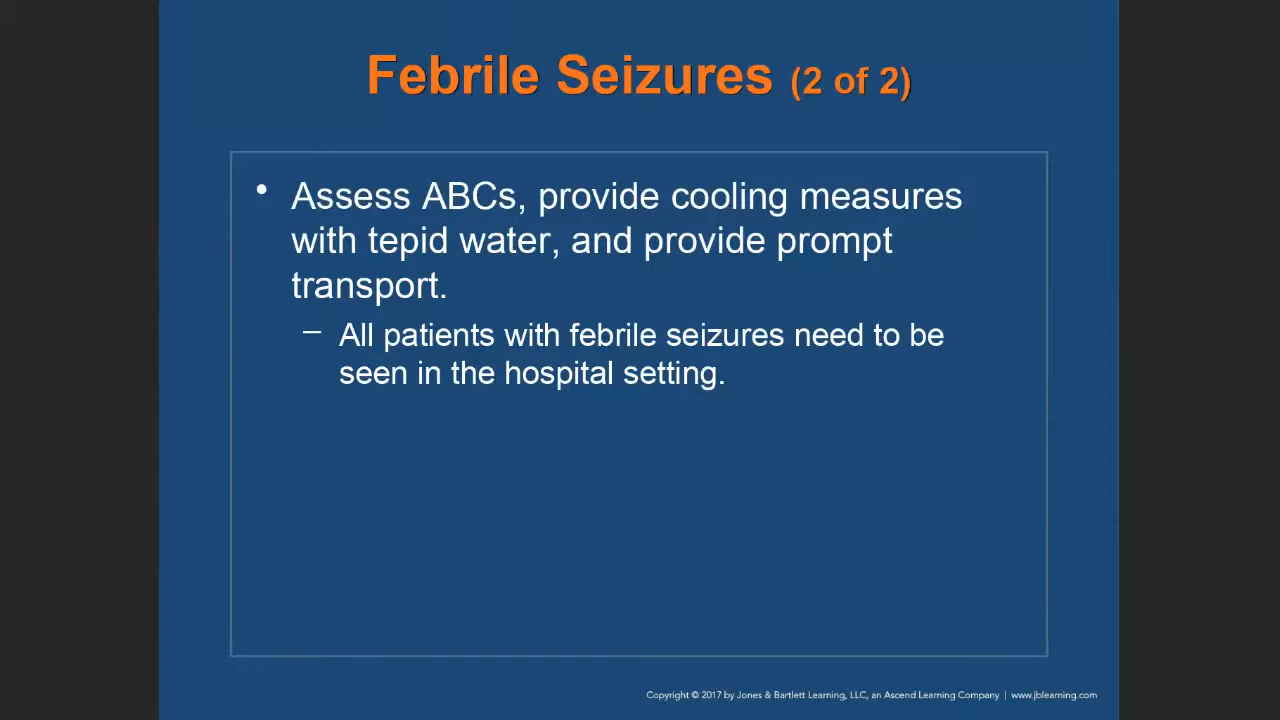 Febrile Seizures (2 of 2)
• Assess ABCs, provide cooling measures
with tepid water, and provide prompt
transport.
– All patients with febrile seizures need to be
seen in the hospital setting.
Copyright © 2017 by Jones & Bartlett Learning, LLC, an Ascend Learning Company | www.jblearning.com